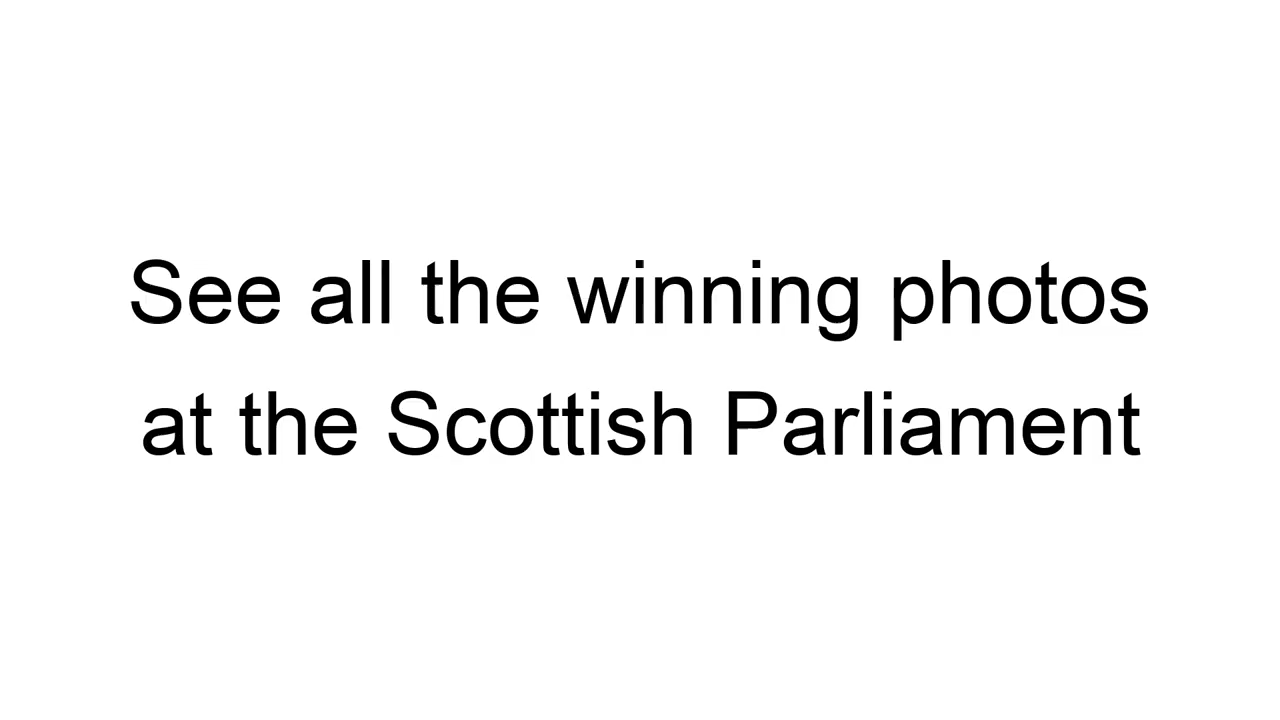 See all the winning photos
at the Scottish Parliament